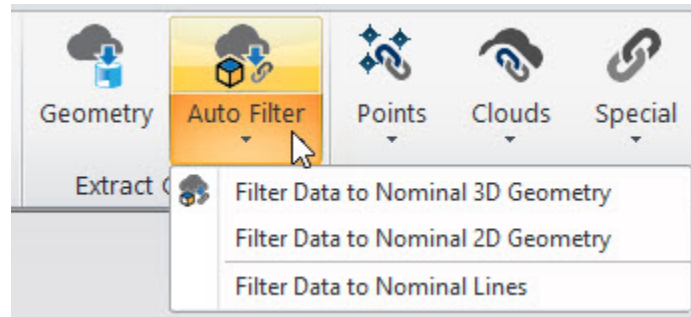 Geometry
Auto Filter
Points
Clouds
Special
Extract
Filter Data to Nominal 3D Geometry
Filter Data to Nominal 2D Geometry
Filter Data to Nominal Lines